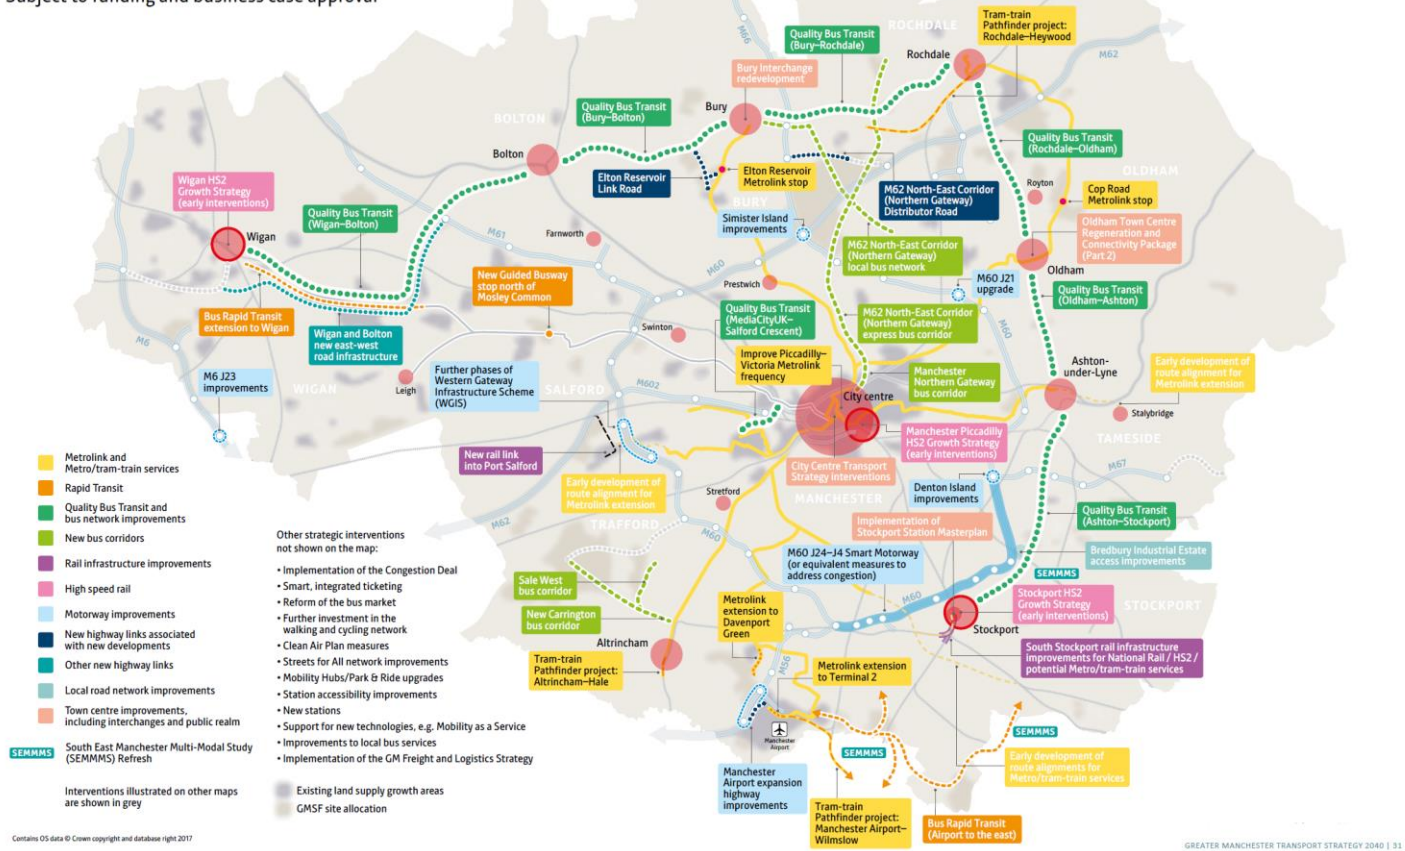 Subject to funding and business case approval
ROCHDALE
Tram-train
Pathfinder project:
Rochdale–Heywood
M66
Quality Bus Transit
(Bury–Rochdale)
Rochdale
M62
Bury Interchange
redevelopment
Quality Bus Transit
(Bury–Bolton)
Bury
BOLTON
Bolton
Quality Bus Transit
(Rochdale–Oldham)
OLDHAM
Wigan HS2
Growth Strategy
(early interventions)
Elton Reservoir
Link Road
Elton Reservoir
Metrolink stop
M62 North-East Corridor
(Northern Gateway)
Distributor Road
Royton
Cop Road
Metrolink stop
BURY
Quality Bus Transit
(Wigan–Bolton)
Simister Island
improvements
Oldham Town Centre
Regeneration and
Connectivity Package
(Part 2)
Wigan
M61
Farnworth
M62 North-East Corridor
(Northern Gateway)
local bus network
M60
Oldham
New Guided Busway
stop north of
Mosley Common
Prestwich
M60 J21
upgrade
Quality Bus Transit
(Oldham–Ashton)
Bus Rapid Transit
extension to Wigan
Wigan and Bolton
new east-west
road infrastructure
Quality Bus Transit
(MediaCityUK–
Salford Crescent)
M62 North-East Corridor
(Northern Gateway)
express bus corridor
M60
M6
Swinton
Improve Piccadilly–
Victoria Metrolink
frequency
Ashton-
under-Lyne
Early development of
route alignment for
Metrolink extension
M6 J23
improvements
WIGAN
Leigh
Further phases of
Western Gateway
Infrastructure Scheme
(WGIS)
SALFORD
M602
Manchester
Northern Gateway
bus corridor
City centre
Stalybridge
Manchester Piccadilly
HS2 Growth Strategy
(early interventions)
TAMESIDE
New rail link
into Port Salford
City Centre Transport
Strategy interventions
M67
Early development of
route alignment for
Metrolink extension
Stretford
MANCHESTER
Denton Island
improvements
M62
TRAFFORD
M60
Implementation of
Stockport Station Masterplan
Quality Bus Transit
(Ashton–Stockport)
M60 J24–J4 Smart Motorway
(or equivalent measures to
address congestion)
Bredbury Industrial Estate
access improvements
SEMMMS
Sale West
bus corridor
M60
Stockport HS2
Growth Strategy
(early interventions)
STOCKPORT
New Carrington
bus corridor
Metrolink
extension to
Davenport
Green
Stockport
Altrincham
South Stockport rail infrastructure
improvements for National Rail / HS2 /
potential Metro/tram-train services
Tram-train
Pathfinder project:
Altrincham–Hale
M56
Metrolink extension
to Terminal 2
Manchester
Airport
SEMMMS
SEMMMS
Early development of
route alignments for
Metro/tram-train services
Manchester
Airport expansion
highway
improvements
Tram-train
Pathfinder project:
Manchester Airport–
Wilmslow
Bus Rapid Transit
(Airport to the east)
Metrolink and
Metro/tram-train services
Rapid Transit
Quality Bus Transit and
bus network improvements
New bus corridors
Rail infrastructure improvements
High speed rail
Motorway improvements
New highway links associated
with new developments
Other new highway links
Local road network improvements
Town centre improvements,
including interchanges and public realm
SEMMMS
South East Manchester Multi-Modal Study
(SEMMMS) Refresh
Interventions illustrated on other maps
are shown in grey
Other strategic interventions
not shown on the map:
• Implementation of the Congestion Deal
• Smart, integrated ticketing
• Reform of the bus market
• Further investment in the
walking and cycling network
• Clean Air Plan measures
• Streets for All network improvements
• Mobility Hubs/Park & Ride upgrades
• Station accessibility improvements
• New stations
• Support for new technologies, e.g. Mobility as a Service
• Improvements to local bus services
• Implementation of the GM Freight and Logistics Strategy
Existing land supply growth areas
GMSF site allocation
Contains OS data © Crown copyright and database right 2017
GREATER MANCHESTER TRANSPORT STRATEGY 2040 | 31